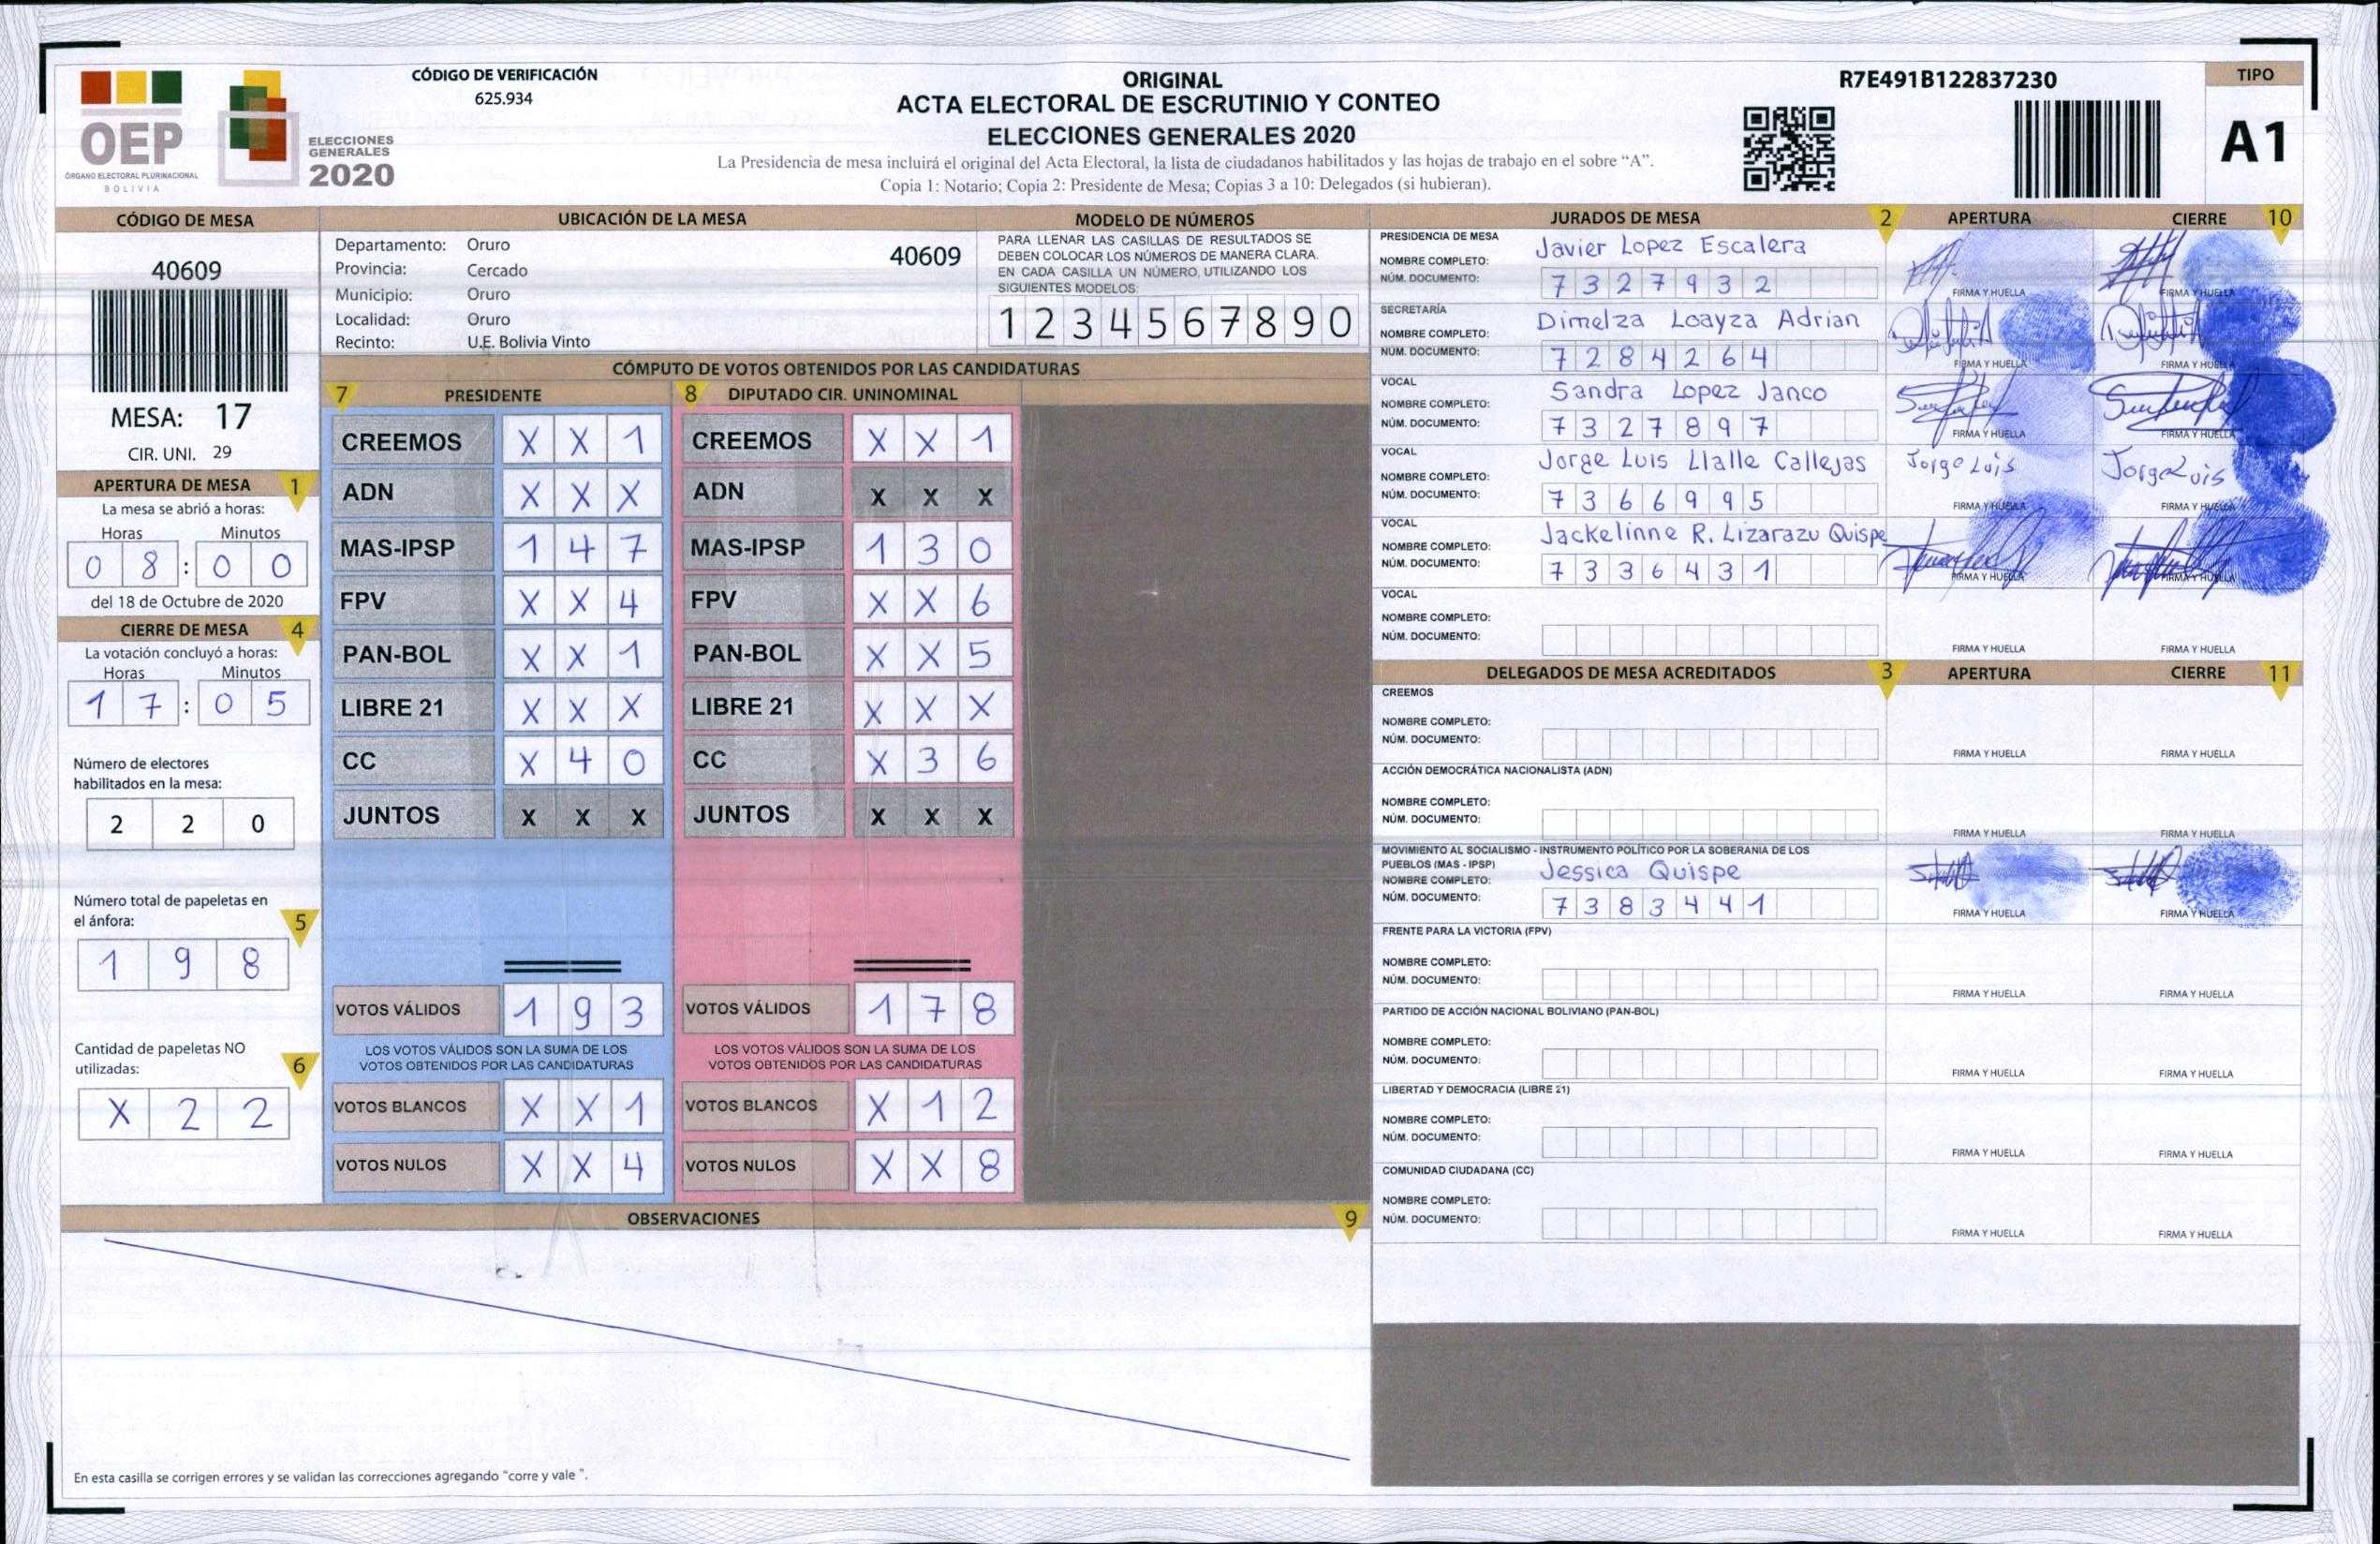 OEP
ÓRGANO ELECTORAL PLURINACIONAL
BOLIVIA
ELECCIONES
GENERALES
2020
CÓDIGO DE VERIFICACIÓN
625.934
ORIGINAL
ACTA ELECTORAL DE ESCRUTINIO Y CONTEO
ELECCIONES GENERALES 2020
La Presidencia de mesa incluirá el original del Acta Electoral, la lista de ciudadanos habilitados y las hojas de trabajo en el sobre “A”.
Copia 1: Notario; Copia 2: Presidente de Mesa; Copias 3 a 10: Delegados (si hubieran).
R7E491B122837230
TIPO
A1
CÓDIGO DE MESA
40609
MESA: 17
CIR. UNI. 29
APERTURA DE MESA 1
La mesa se abrió a horas:
Horas Minutos
0 8 : 0 0
del 18 de Octubre de 2020
CIERRE DE MESA 4
La votación concluyó a horas:
Horas Minutos
1 7 : 0 5
Número de electores
habilitados en la mesa:
2 2 0
Número total de papeletas en
el ánfora: 5
1 9 8
Cantidad de papeletas NO
utilizadas: 6
X 2 2
UBICACIÓN DE LA MESA
Departamento: Oruro 40609
Provincia: Cercado
Municipio: Oruro
Localidad: Oruro
Recinto: U.E. Bolivia Vinto
MODELO DE NÚMEROS
PARA LLENAR LAS CASILLAS DE RESULTADOS SE
DEBEN COLOCAR LOS NÚMEROS DE MANERA CLARA.
EN CADA CASILLA UN NÚMERO, UTILIZANDO LOS
SIGUIENTES MODELOS:
1 2 3 4 5 6 7 8 9 0
CÓMPUTO DE VOTOS OBTENIDOS POR LAS CANDIDATURAS
7 PRESIDENTE 8 DIPUTADO CIR. UNINOMINAL
CREEMOS X X 1 CREEMOS X X 1
ADN X X X ADN X X X
MAS-IPSP 1 4 7 MAS-IPSP 1 3 0
FPV X X 4 FPV X X 6
PAN-BOL X X 1 PAN-BOL X X 5
LIBRE 21 X X X LIBRE 21 X X X
CC X 4 0 CC X 3 6
JUNTOS X X X JUNTOS X X X
VOTOS VÁLIDOS 1 9 3 VOTOS VÁLIDOS 1 7 8
LOS VOTOS VÁLIDOS SON LA SUMA DE LOS LOS VOTOS VÁLIDOS SON LA SUMA DE LOS
VOTOS OBTENIDOS POR LAS CANDIDATURAS VOTOS OBTENIDOS POR LAS CANDIDATURAS
VOTOS BLANCOS X X 1 VOTOS BLANCOS X 1 2
VOTOS NULOS X X 4 VOTOS NULOS X X 8
OBSERVACIONES 9
En esta casilla se corrigen errores y se validan las correcciones agregando “corre y vale ”.
JURADOS DE MESA 2 APERTURA CIERRE 10
PRESIDENCIA DE MESA
NOMBRE COMPLETO: Javier Lopez Escalera
NÚM. DOCUMENTO: 7 3 2 7 9 3 2
FIRMA Y HUELLA FIRMA Y HUELLA
SECRETARÍA
NOMBRE COMPLETO: Dimelza Loayza Adrian
NÚM. DOCUMENTO: 7 2 8 4 2 6 4
FIRMA Y HUELLA FIRMA Y HUELLA
VOCAL
NOMBRE COMPLETO: Sandra Lopez Janco
NÚM. DOCUMENTO: 7 3 2 7 8 9 7
FIRMA Y HUELLA FIRMA Y HUELLA
VOCAL
NOMBRE COMPLETO: Jorge Luis Llalle Callejas Jorge Luis Jorge Luis
NÚM. DOCUMENTO: 7 3 6 6 9 9 5
FIRMA Y HUELLA FIRMA Y HUELLA
VOCAL
NOMBRE COMPLETO: Jackelinne R. Lizarazu Quispe
NÚM. DOCUMENTO: 7 3 3 6 4 3 1
FIRMA Y HUELLA FIRMA Y HUELLA
VOCAL
NOMBRE COMPLETO:
NÚM. DOCUMENTO:
FIRMA Y HUELLA FIRMA Y HUELLA
DELEGADOS DE MESA ACREDITADOS 3 APERTURA CIERRE 11
CREEMOS
NOMBRE COMPLETO:
NÚM. DOCUMENTO:
FIRMA Y HUELLA FIRMA Y HUELLA
ACCIÓN DEMOCRÁTICA NACIONALISTA (ADN)
NOMBRE COMPLETO:
NÚM. DOCUMENTO:
FIRMA Y HUELLA FIRMA Y HUELLA
MOVIMIENTO AL SOCIALISMO - INSTRUMENTO POLÍTICO POR LA SOBERANIA DE LOS
PUEBLOS (MAS - IPSP)
NOMBRE COMPLETO: Jessica Quispe
NÚM. DOCUMENTO: 7 3 8 3 4 4 1
FIRMA Y HUELLA FIRMA Y HUELLA
FRENTE PARA LA VICTORIA (FPV)
NOMBRE COMPLETO:
NÚM. DOCUMENTO:
FIRMA Y HUELLA FIRMA Y HUELLA
PARTIDO DE ACCIÓN NACIONAL BOLIVIANO (PAN-BOL)
NOMBRE COMPLETO:
NÚM. DOCUMENTO:
FIRMA Y HUELLA FIRMA Y HUELLA
LIBERTAD Y DEMOCRACIA (LIBRE 21)
NOMBRE COMPLETO:
NÚM. DOCUMENTO:
FIRMA Y HUELLA FIRMA Y HUELLA
COMUNIDAD CIUDADANA (CC)
NOMBRE COMPLETO:
NÚM. DOCUMENTO:
FIRMA Y HUELLA FIRMA Y HUELLA